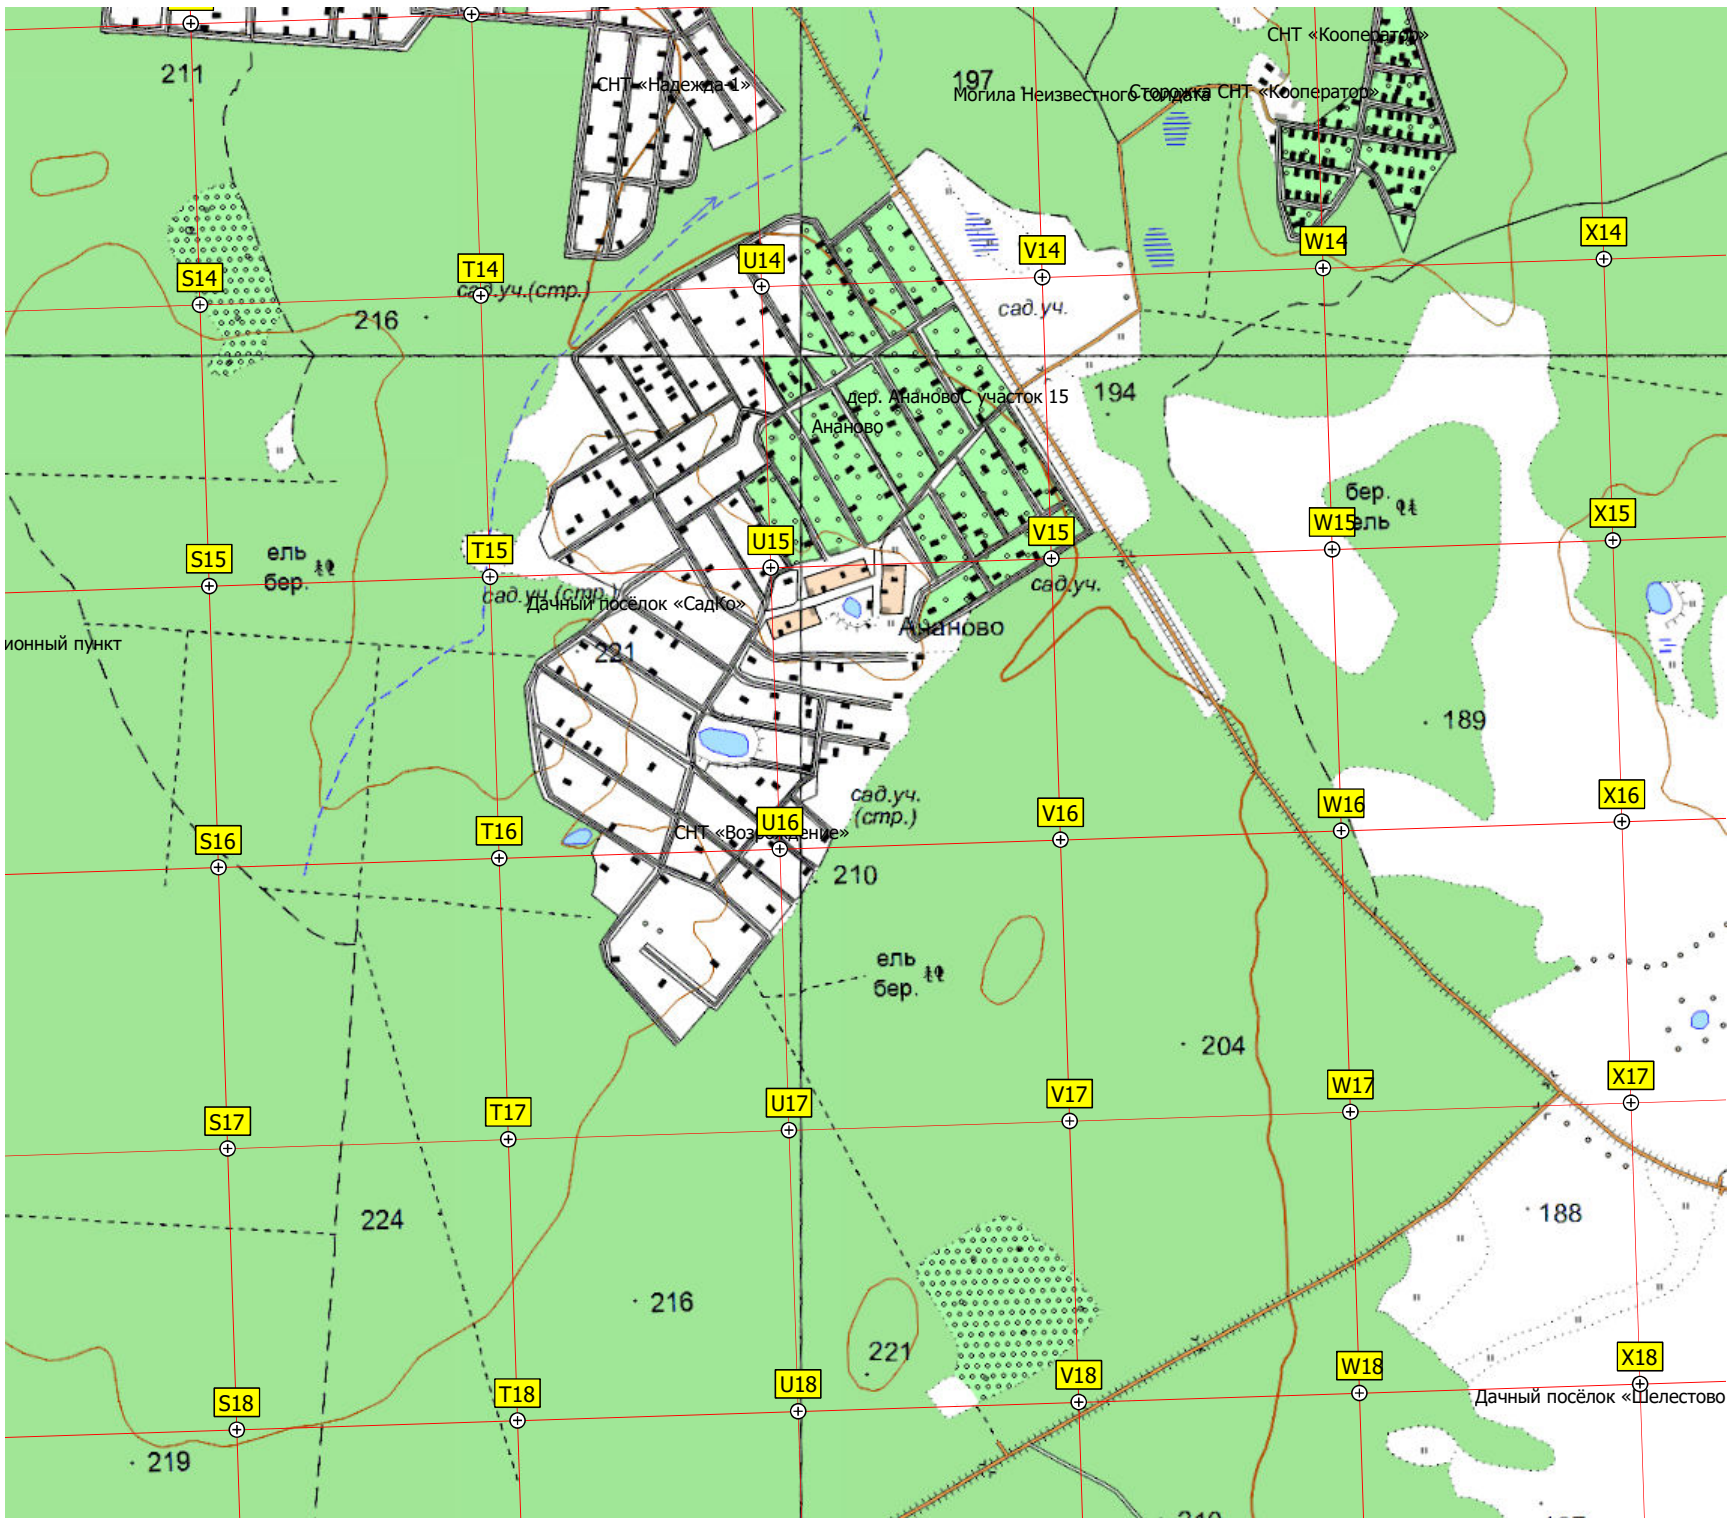 СНТ «Кооператор»
211
СНТ «Надежда-1»
197
Могила Неизвестного солдата
Сторожка СНТ «Кооператор»
W14
X14
U14
V14
T14
S14
сад.уч.(стр.)
сад.уч.
216
194
дер. АнановоС участок 15
Ананово
бер.
ель
W15
X15
V15
U15
T15
S15
ель
бер.
сад.уч.(стр.)
сад.уч.
Дачный посёлок «СадКо»
Ананово
ионный пункт
221
189
сад.уч.
(стр.)
X16
W16
V16
U16
T16
S16
СНТ «Возрождение»
210
ель
бер.
204
X17
W17
V17
U17
T17
S17
224
188
216
221
X18
W18
V18
U18
T18
S18
Дачный посёлок «Шелестово
219